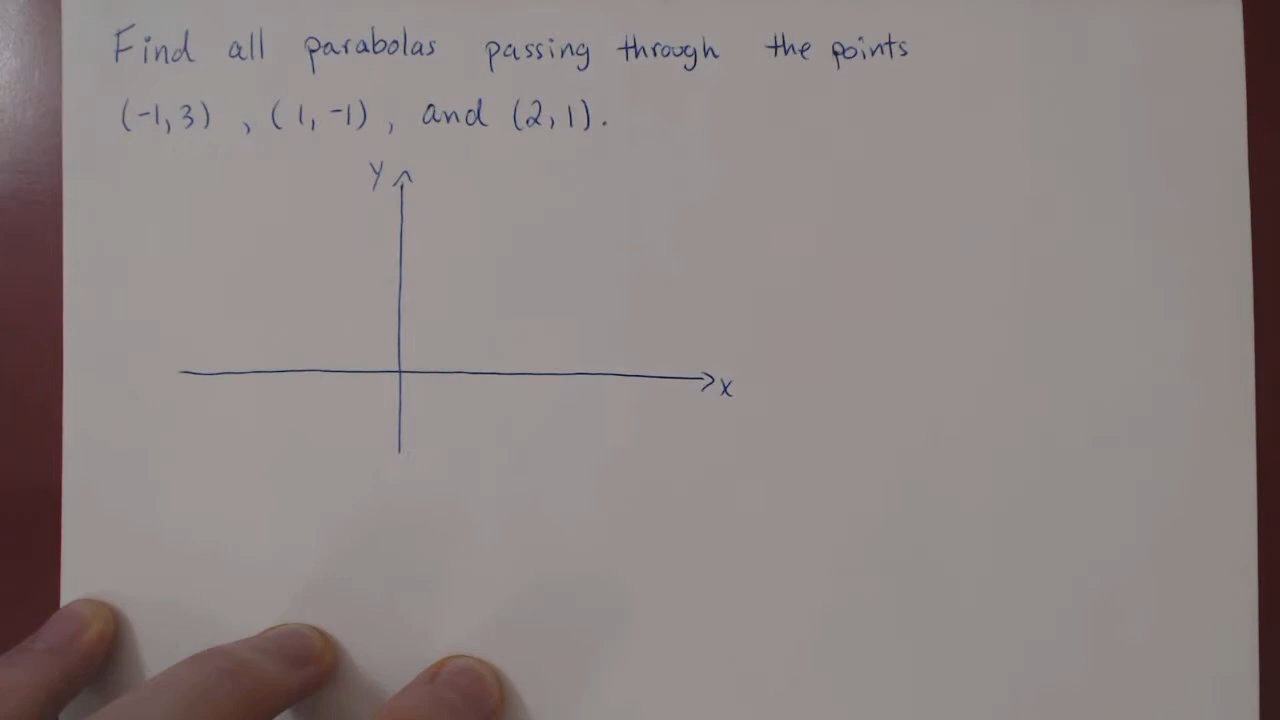 Find all parabolas passing through the points
(-1,3) , (1,-1) , and (2,1).
Y
x